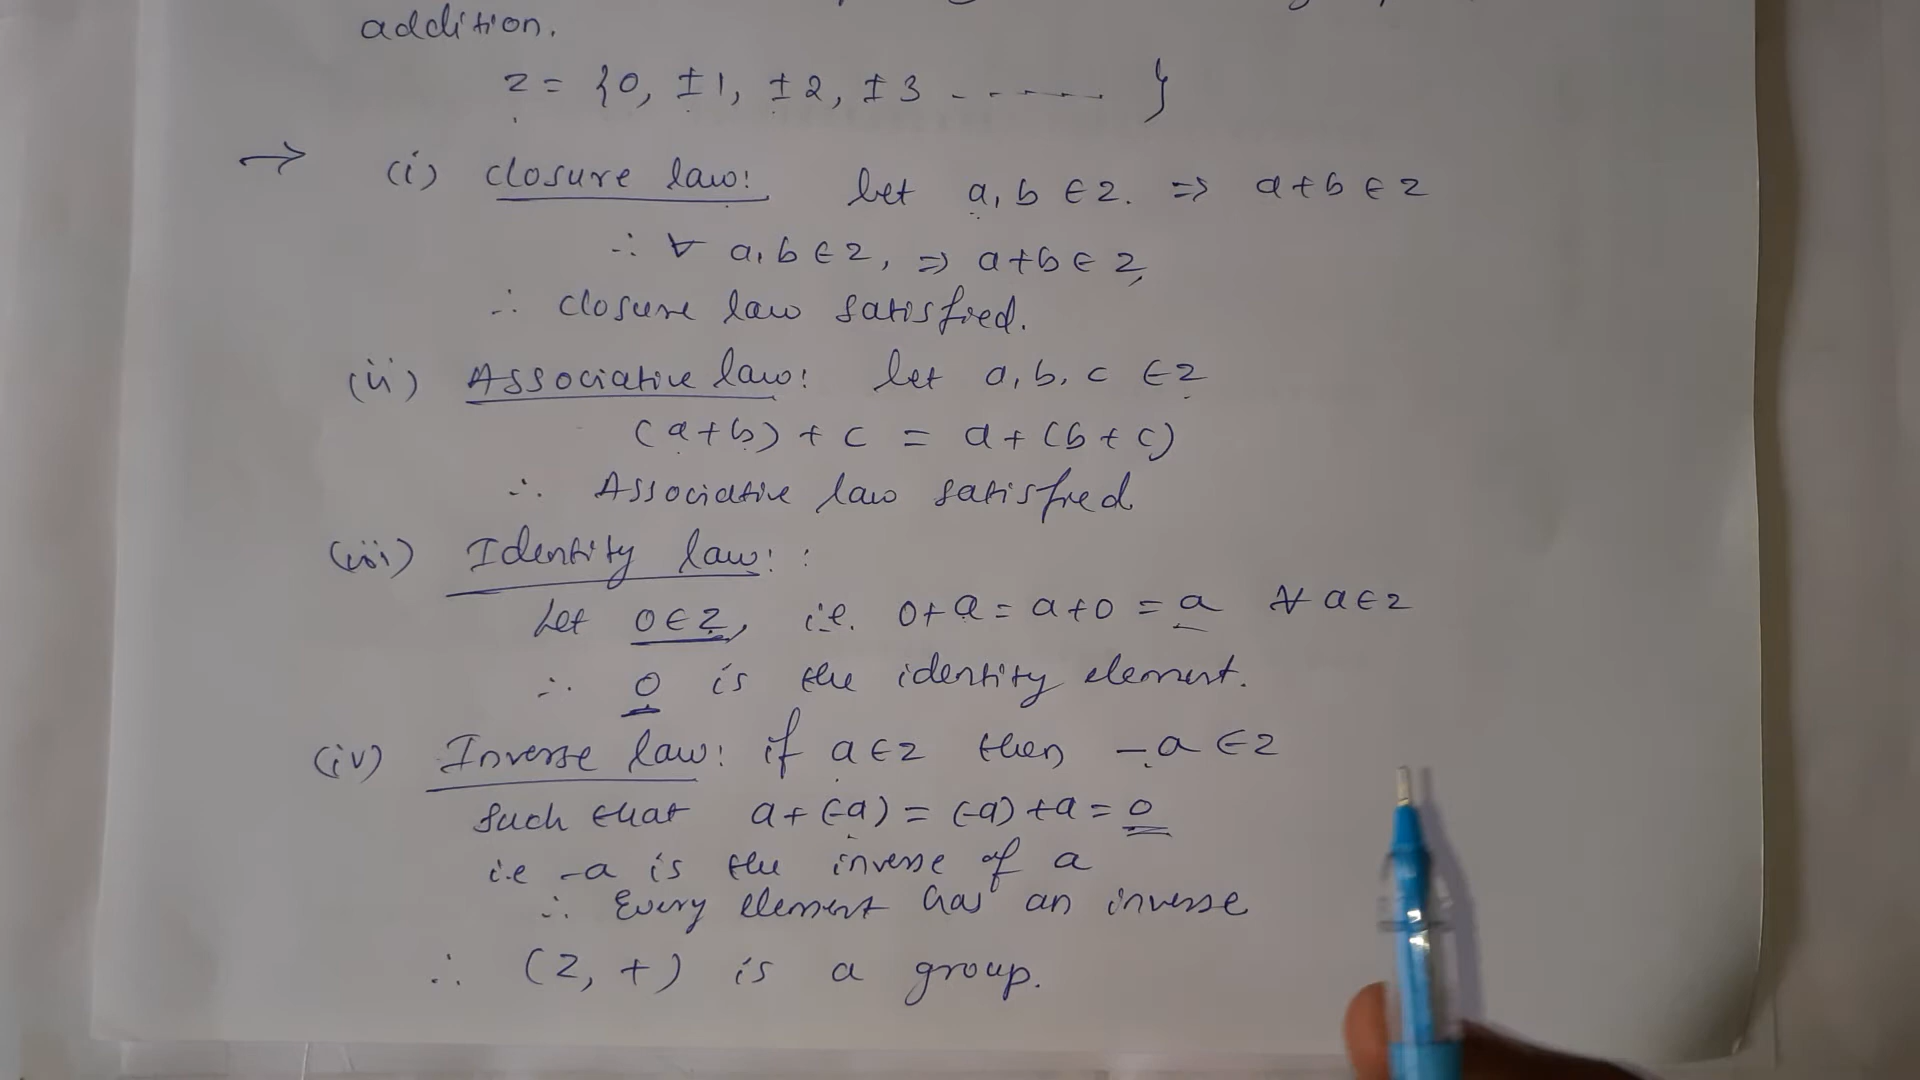 addition.
z = {0, ±1, ±2, ±3 ------- }
→ (i) closure law: let a, b ∈ z. ⇒ a+b ∈ z
∴ ∀ a, b ∈ z, ⇒ a+b ∈ z,
∴ closure law satisfied.
(ii) Associative law: let a, b, c ∈ z
(a+b) + c = a + (b + c)
∴ Associative law satisfied
(iii) Identity law: :
Let 0 ∈ z, i.e. 0+a = a+0 = a ∀ a ∈ z
∴ 0 is the identity element.
(iv) Inverse law: if a ∈ z then -a ∈ z
such that a + (-a) = (-a) + a = 0
i.e -a is the inverse of a
∴ Every element has an inverse
∴ (z, +) is a group.